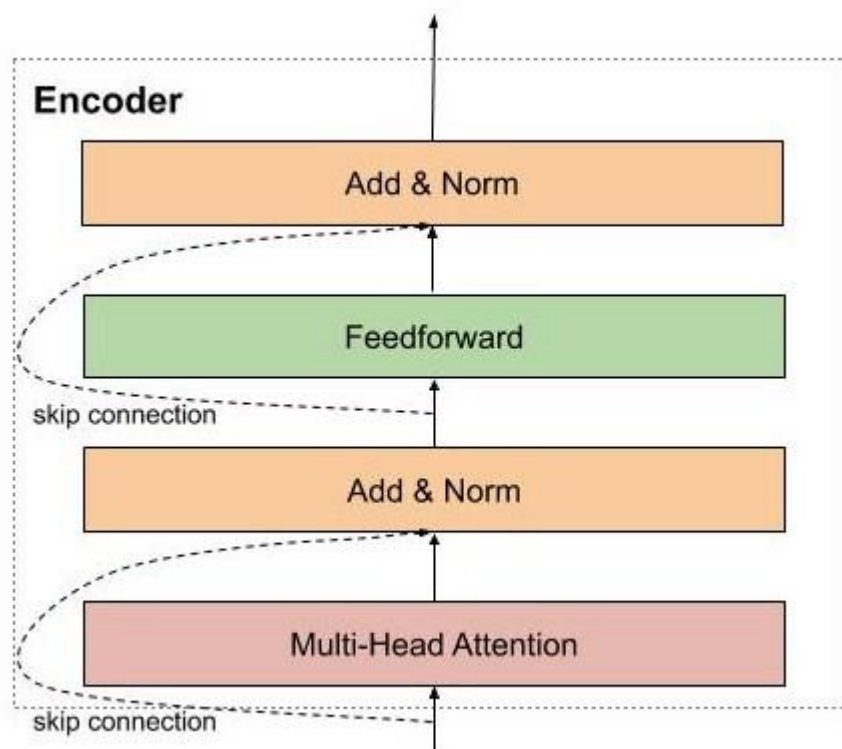 Encoder
Add & Norm
Feedforward
skip connection
Add & Norm
Multi-Head Attention
skip connection